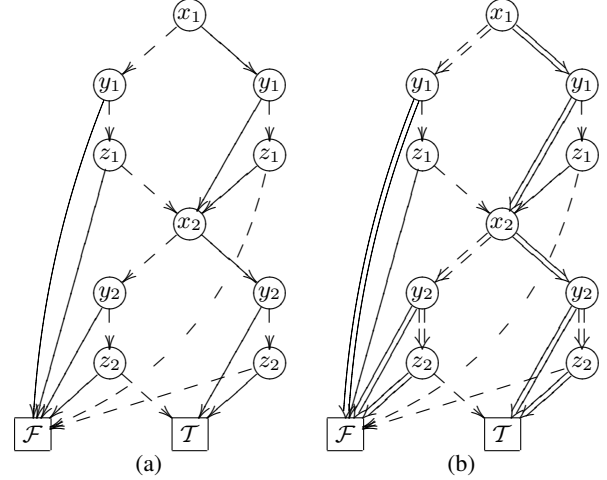 x₁ x₁
y₁ y₁ y₁ y₁
z₁ z₁ z₁ z₁
x₂ x₂
y₂ y₂ y₂ y₂
z₂ z₂ z₂ z₂
F T F T
(a) (b)